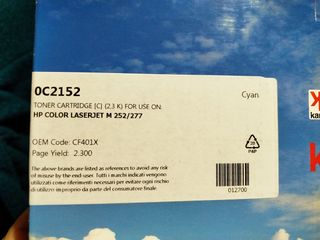 0C2152
Cyan
TONER CARTRIDGE [C] (2,3 K) FOR USE ON:
HP COLOR LASERJET M 252/277
OEM Code: CF401X
Page Yield: 2.300
P&P
The above brands are listed as references to avoid any risk
of misuse by the end-user. Tutti i marchi indicati vengono
utilizzati come riferimenti necessari per evitare ogni rischio
di utilizzo improprio da parte del consumatore finale.
012700